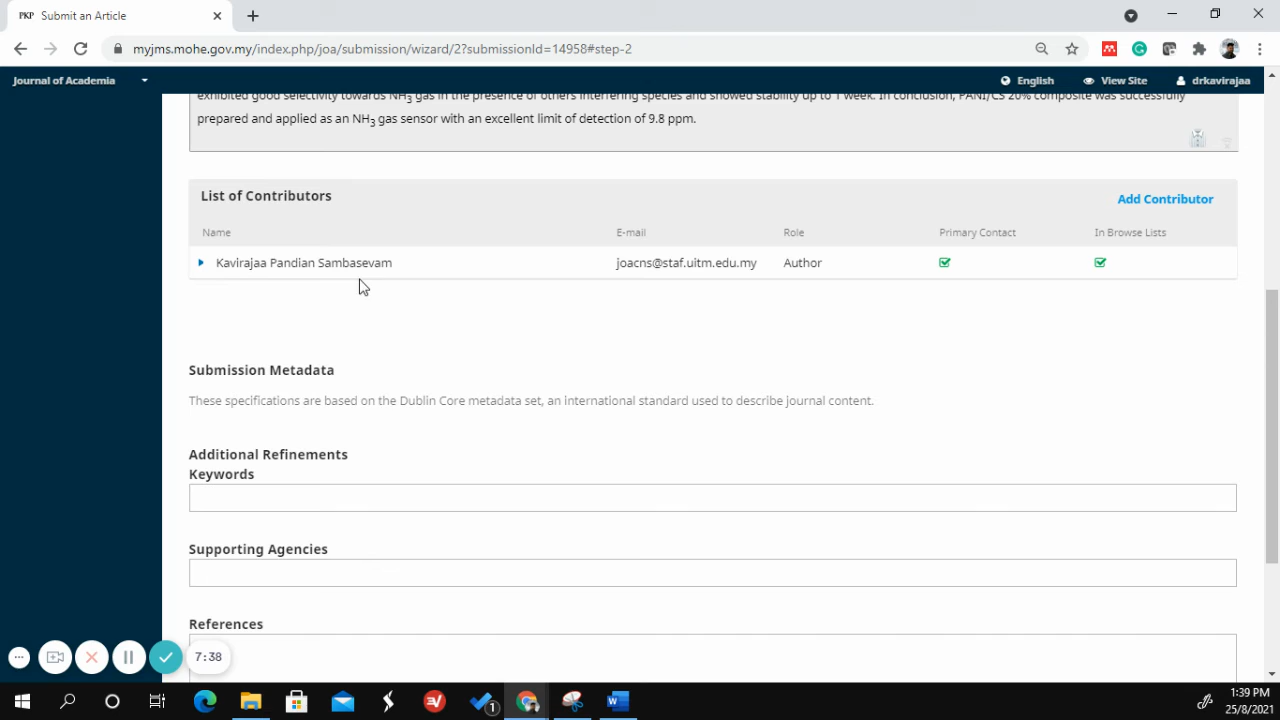 PKP Submit an Article
myjms.mohe.gov.my/index.php/joa/submission/wizard/2?submissionId=14958#step-2
Journal of Academia English View Site drkavirajaa
exhibited good selectivity towards NH3 gas in the presence of others interfering species and showed stability up to 1 week. In conclusion, PANI/CS 20% composite was successfully
prepared and applied as an NH3 gas sensor with an excellent limit of detection of 9.8 ppm.
List of Contributors
Add Contributor
Name E-mail Role Primary Contact In Browse Lists
Kavirajaa Pandian Sambasevam joacns@staf.uitm.edu.my Author
Submission Metadata
These specifications are based on the Dublin Core metadata set, an international standard used to describe journal content.
Additional Refinements
Keywords
Supporting Agencies
References
7:38
1
1:39 PM
25/8/2021